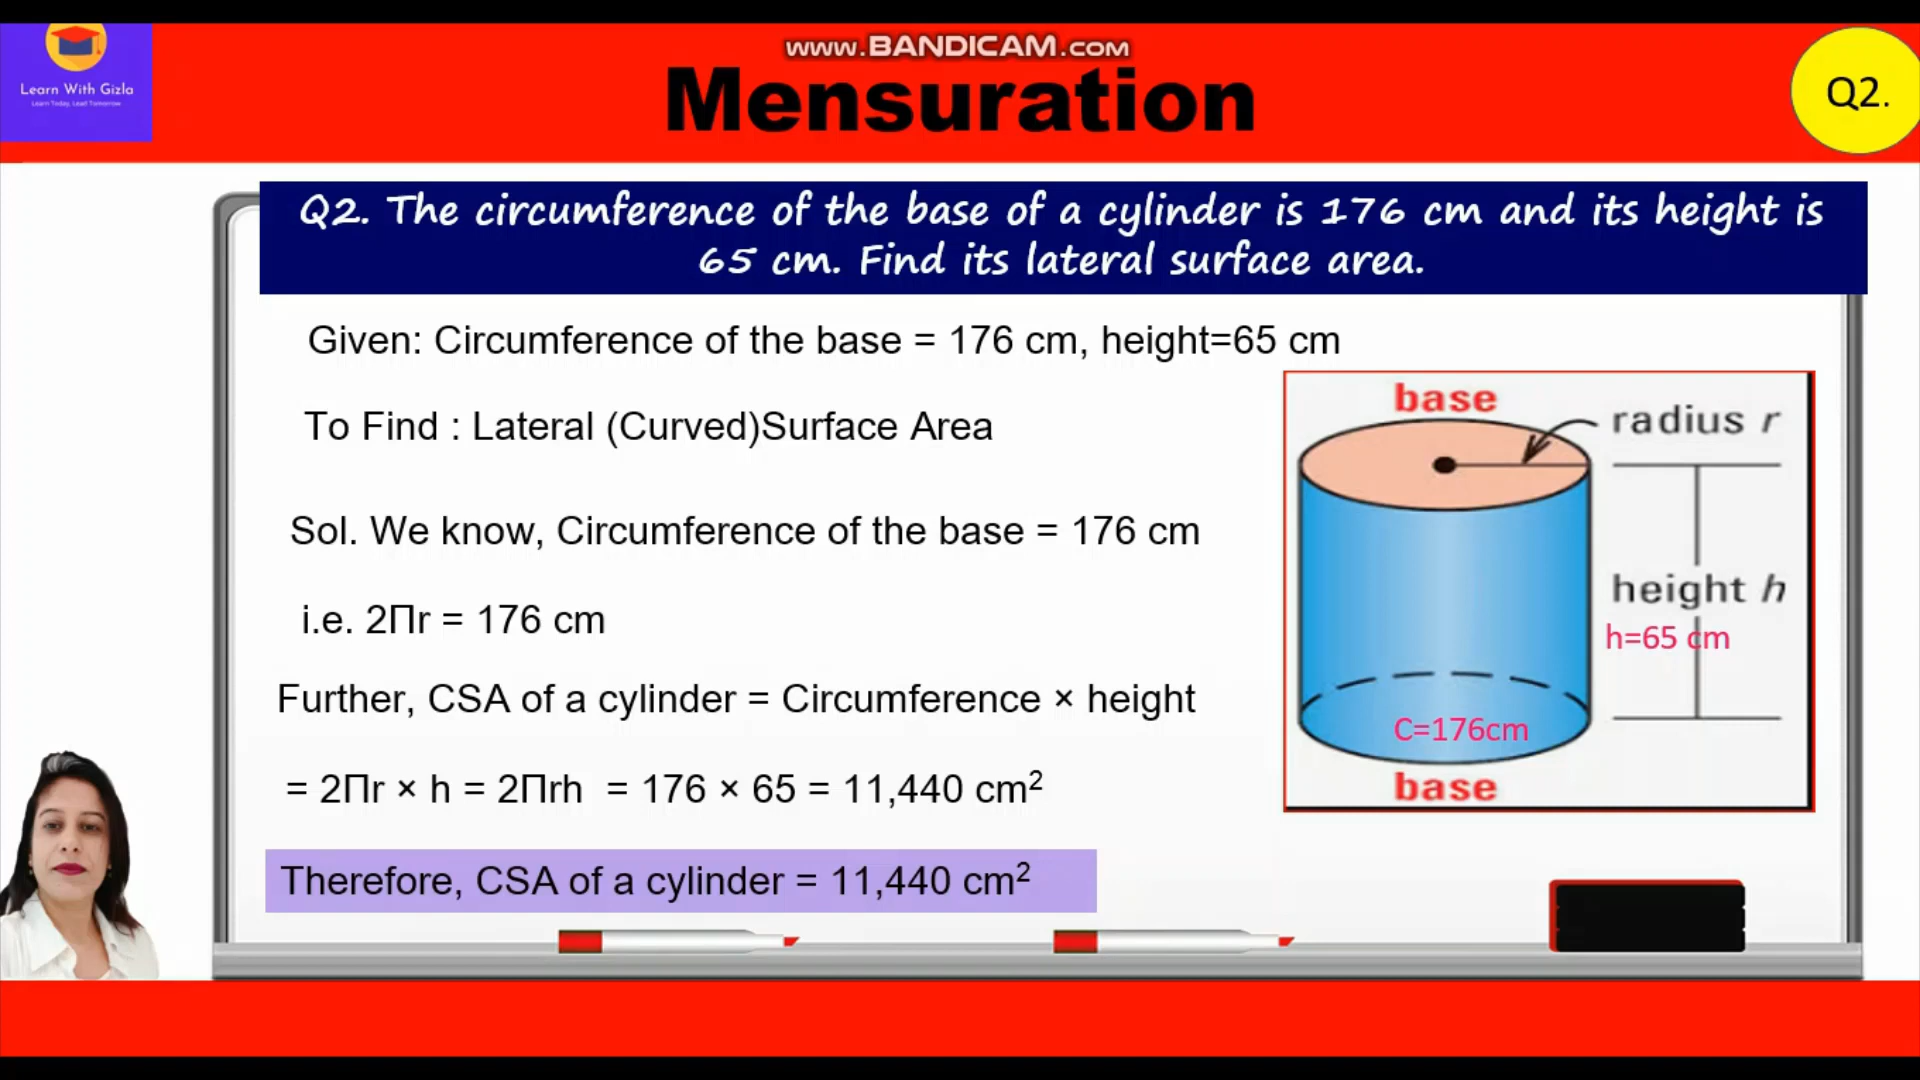 www.BANDICAM.com
Learn With Gizla
Learn Today, Lead Tomorrow
Mensuration
Q2.
Q2. The circumference of the base of a cylinder is 176 cm and its height is
65 cm. Find its lateral surface area.
Given: Circumference of the base = 176 cm, height=65 cm
To Find : Lateral (Curved)Surface Area
Sol. We know, Circumference of the base = 176 cm
i.e. 2Πr = 176 cm
Further, CSA of a cylinder = Circumference × height
= 2Πr × h = 2Πrh = 176 × 65 = 11,440 cm²
Therefore, CSA of a cylinder = 11,440 cm²
base
radius r
height h
h=65 cm
C=176cm
base